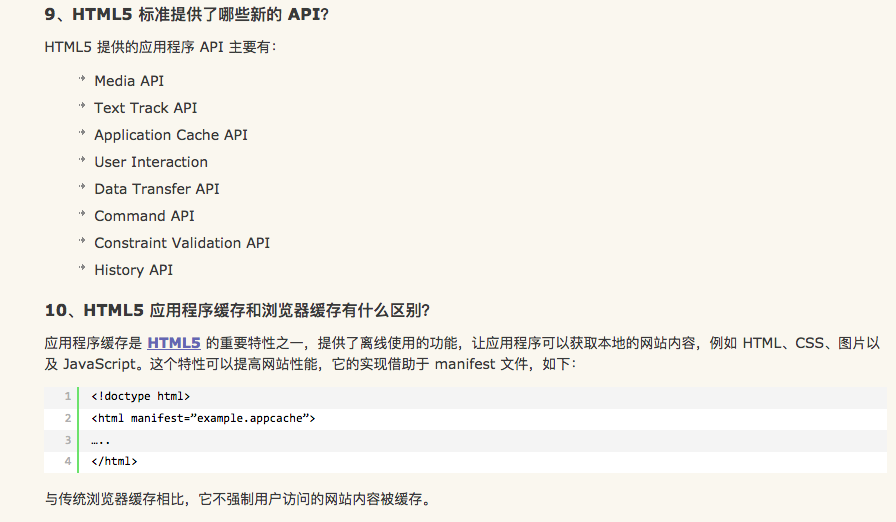 9、HTML5 标准提供了哪些新的 API?
HTML5 提供的应用程序 API 主要有：
Media API
Text Track API
Application Cache API
User Interaction
Data Transfer API
Command API
Constraint Validation API
History API
10、HTML5 应用程序缓存和浏览器缓存有什么区别?
应用程序缓存是 HTML5 的重要特性之一，提供了离线使用的功能，让应用程序可以获取本地的网站内容，例如 HTML、CSS、图片以
及 JavaScript。这个特性可以提高网站性能，它的实现借助于 manifest 文件，如下：
1 <!doctype html>
2 <html manifest=”example.appcache”>
3 …..
4 </html>
与传统浏览器缓存相比，它不强制用户访问的网站内容被缓存。